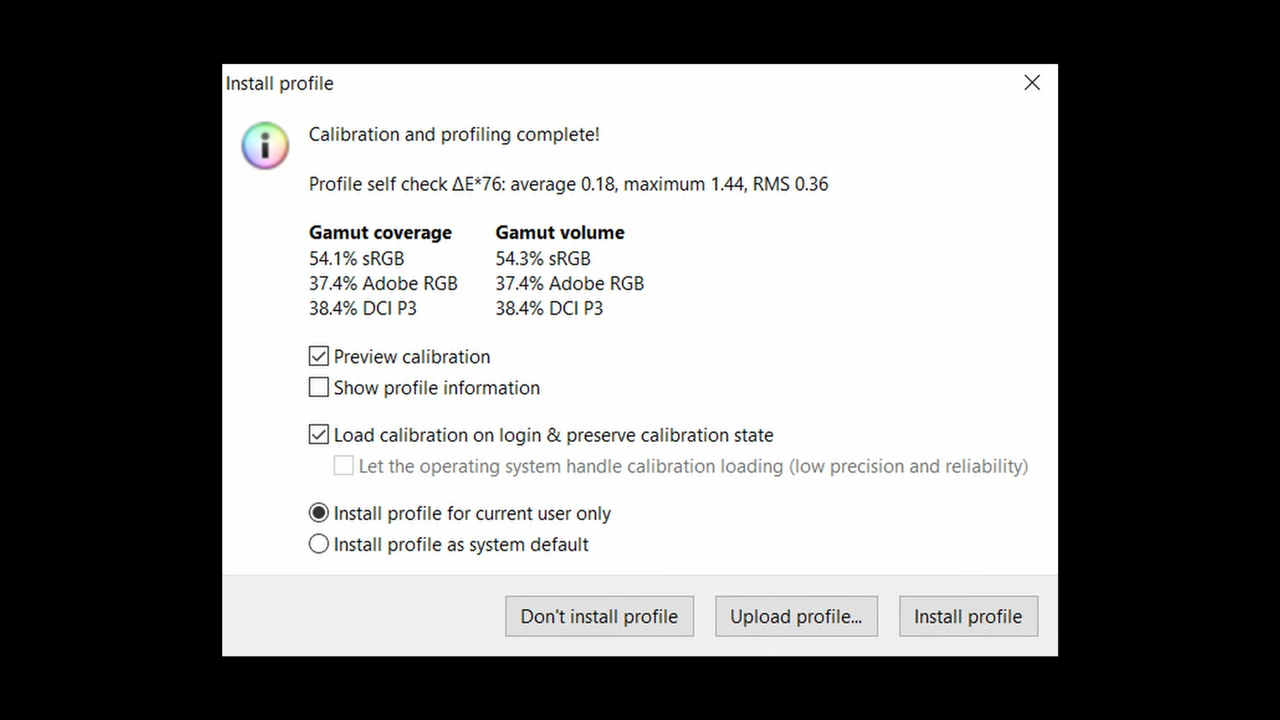 Install profile
Calibration and profiling complete!
Profile self check ΔE*76: average 0.18, maximum 1.44, RMS 0.36
Gamut coverage Gamut volume
54.1% sRGB 54.3% sRGB
37.4% Adobe RGB 37.4% Adobe RGB
38.4% DCI P3 38.4% DCI P3
Preview calibration
Show profile information
Load calibration on login & preserve calibration state
Let the operating system handle calibration loading (low precision and reliability)
Install profile for current user only
Install profile as system default
Don't install profile Upload profile... Install profile